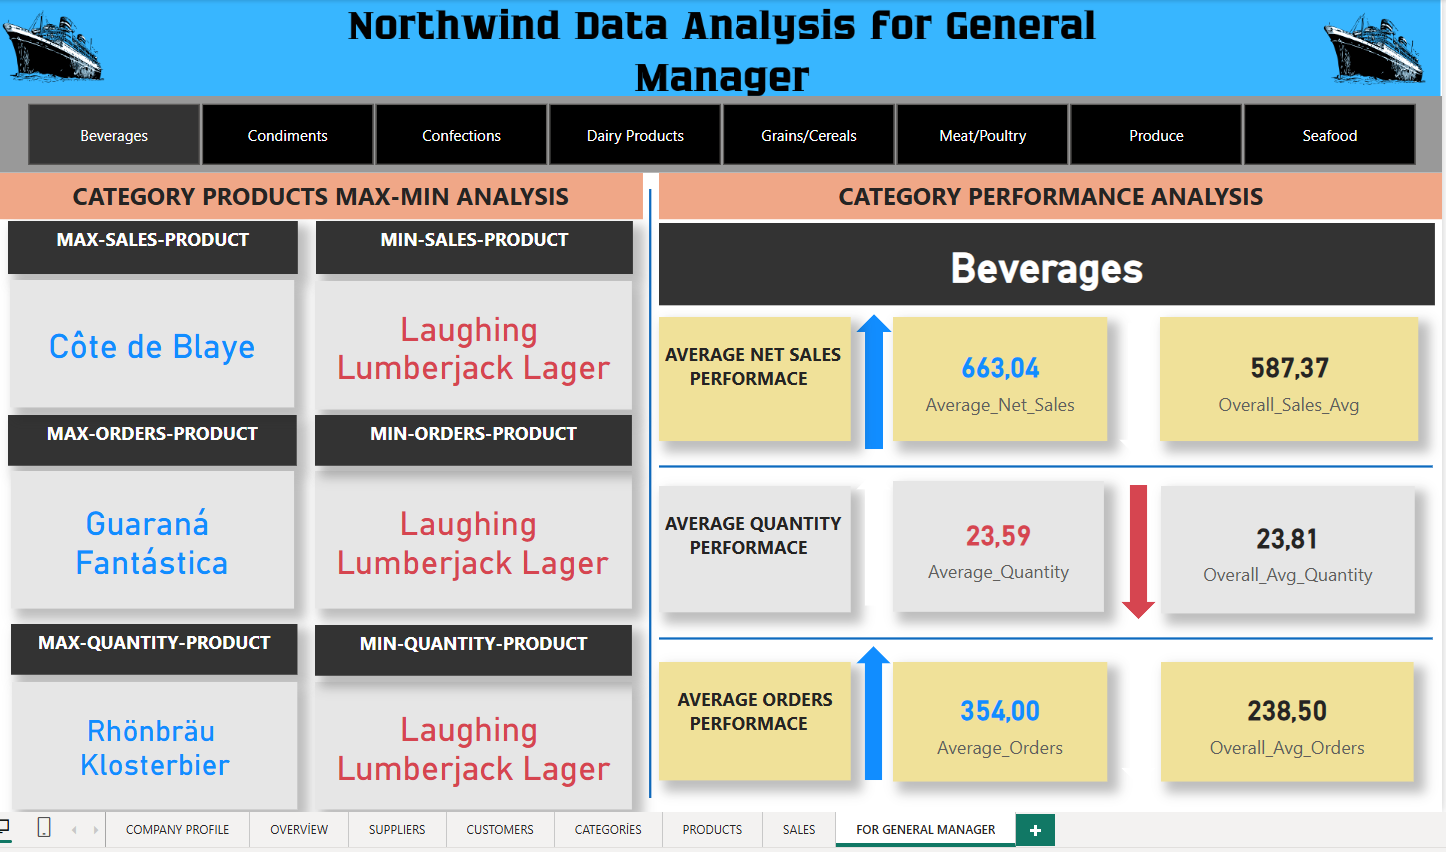 Northwind Data Analysis For General
Manager
Beverages
Condiments
Confections
Dairy Products
Grains/Cereals
Meat/Poultry
Produce
Seafood
CATEGORY PRODUCTS MAX-MIN ANALYSIS
MAX-SALES-PRODUCT
MIN-SALES-PRODUCT
Côte de Blaye
Laughing
Lumberjack Lager
MAX-ORDERS-PRODUCT
MIN-ORDERS-PRODUCT
Guaraná
Fantástica
Laughing
Lumberjack Lager
MAX-QUANTITY-PRODUCT
MIN-QUANTITY-PRODUCT
Rhönbräu
Klosterbier
Laughing
Lumberjack Lager
CATEGORY PERFORMANCE ANALYSIS
Beverages
AVERAGE NET SALES
PERFORMACE
663,04
Average_Net_Sales
587,37
Overall_Sales_Avg
AVERAGE QUANTITY
PERFORMACE
23,59
Average_Quantity
23,81
Overall_Avg_Quantity
AVERAGE ORDERS
PERFORMACE
354,00
Average_Orders
238,50
Overall_Avg_Orders
COMPANY PROFILE
OVERVİEW
SUPPLIERS
CUSTOMERS
CATEGORİES
PRODUCTS
SALES
FOR GENERAL MANAGER
+